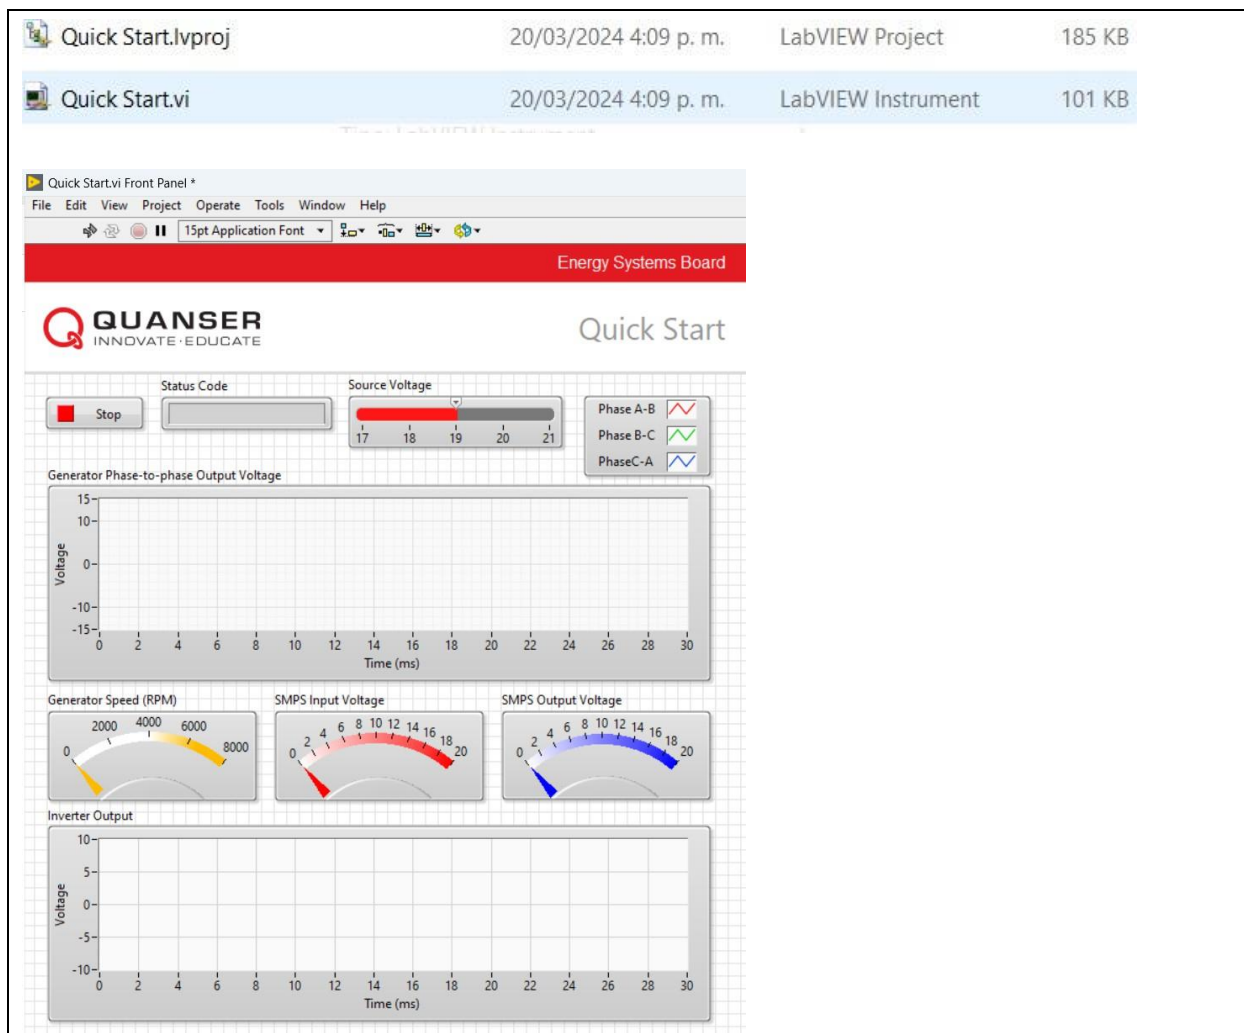 Quick Start.lvproj 20/03/2024 4:09 p. m. LabVIEW Project 185 KB
Quick Start.vi 20/03/2024 4:09 p. m. LabVIEW Instrument 101 KB
Quick Start.vi Front Panel *
File Edit View Project Operate Tools Window Help
15pt Application Font
Energy Systems Board
QUANSER
INNOVATE·EDUCATE
Quick Start
Status Code
Source Voltage
Stop
17 18 19 20 21
Phase A-B
Phase B-C
PhaseC-A
Generator Phase-to-phase Output Voltage
Voltage
15
10
0
-10
-15
0 2 4 6 8 10 12 14 16 18 20 22 24 26 28 30
Time (ms)
Generator Speed (RPM)
0 2000 4000 6000 8000
SMPS Input Voltage
0 2 4 6 8 10 12 14 16 18 20
SMPS Output Voltage
0 2 4 6 8 10 12 14 16 18 20
Inverter Output
Voltage
10
5
0
-5
-10
0 2 4 6 8 10 12 14 16 18 20 22 24 26 28 30
Time (ms)